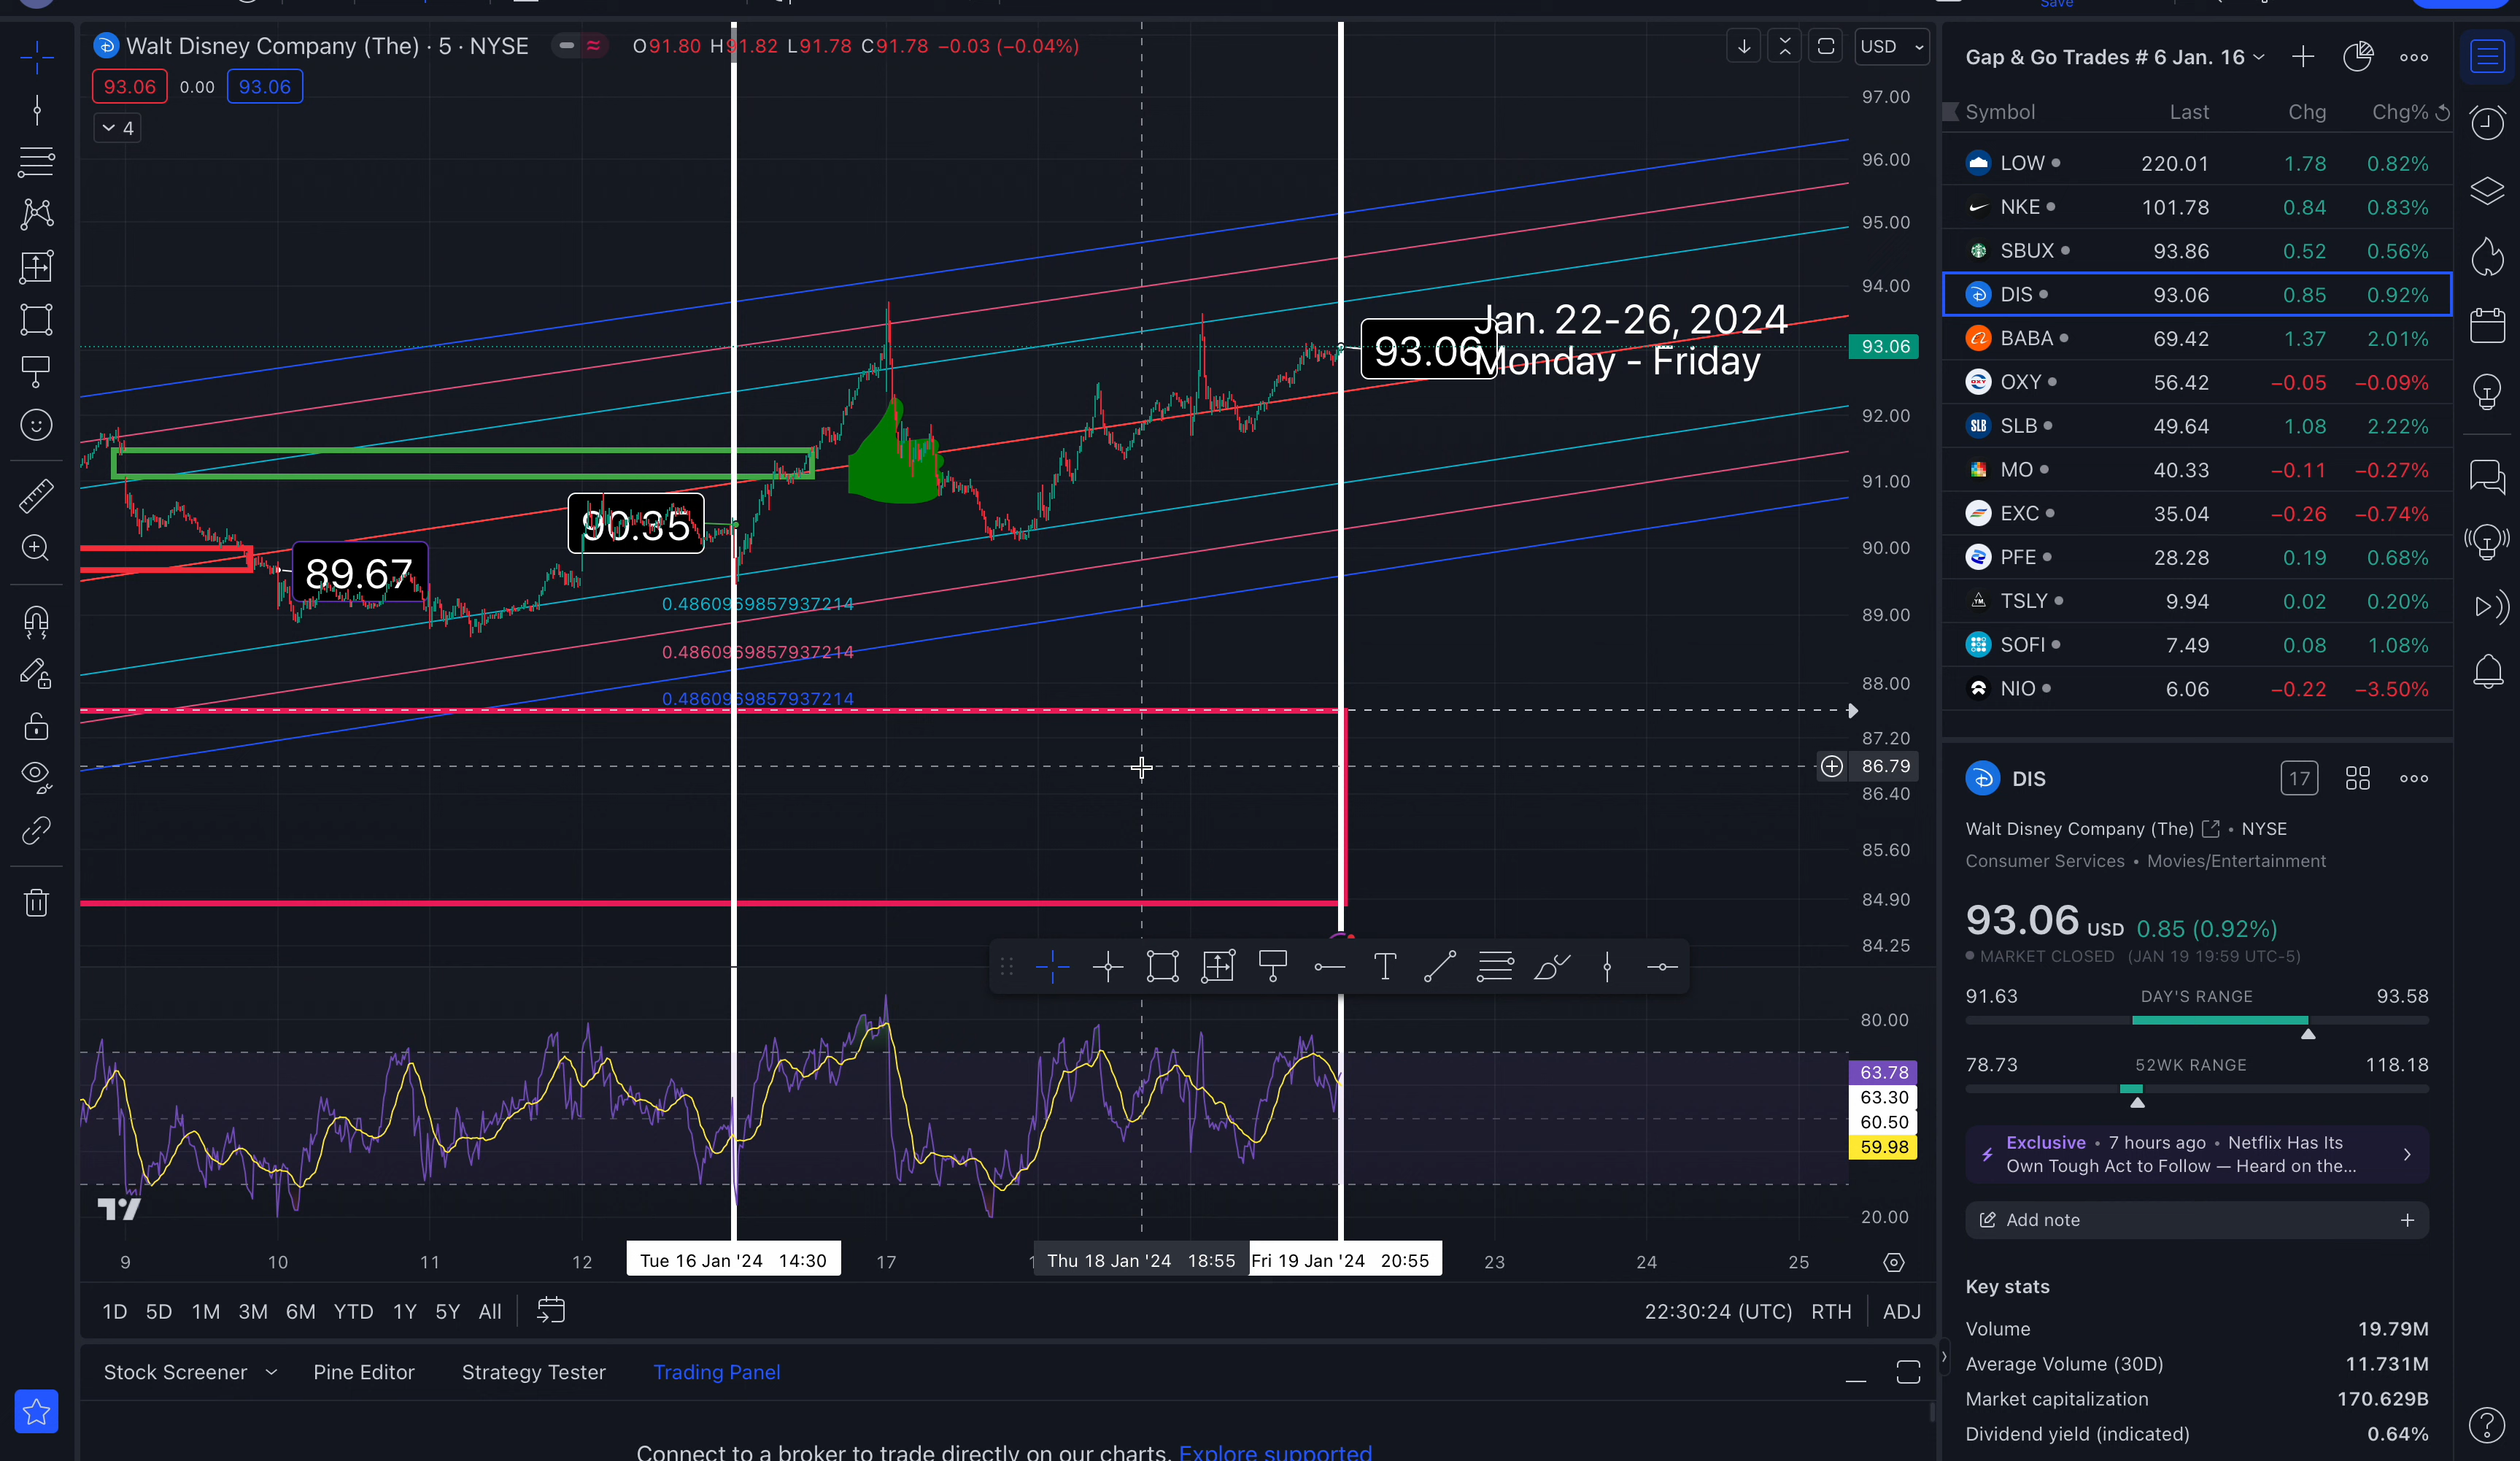 Save
Walt Disney Company (The) · 5 · NYSE
O91.80 H91.82 L91.78 C91.78 −0.03 (−0.04%)
USD
93.06 0.00 93.06
4
97.00
96.00
95.00
94.00
93.06
92.00
91.00
90.00
89.00
88.00
87.20
86.79
86.40
85.60
84.90
84.25
Jan. 22-26, 2024
Monday - Friday
93.06
90.35
89.67
0.4860969857937214
0.4860969857937214
0.4860969857937214
80.00
63.78
63.30
60.50
59.98
20.00
9 10 11 12 Tue 16 Jan '24 14:30 17 Thu 18 Jan '24 18:55 Fri 19 Jan '24 20:55 23 24 25
1D 5D 1M 3M 6M YTD 1Y 5Y All
22:30:24 (UTC) RTH ADJ
Stock Screener Pine Editor Strategy Tester Trading Panel
Connect to a broker to trade directly on our charts. Explore supported
Gap & Go Trades # 6 Jan. 16
Symbol Last Chg Chg%
LOW 220.01 1.78 0.82%
NKE 101.78 0.84 0.83%
SBUX 93.86 0.52 0.56%
DIS 93.06 0.85 0.92%
BABA 69.42 1.37 2.01%
OXY 56.42 −0.05 −0.09%
SLB SLB 49.64 1.08 2.22%
MO 40.33 −0.11 −0.27%
EXC 35.04 −0.26 −0.74%
PFE 28.28 0.19 0.68%
TSLY 9.94 0.02 0.20%
SOFI 7.49 0.08 1.08%
NIO 6.06 −0.22 −3.50%
DIS 17
Walt Disney Company (The) • NYSE
Consumer Services • Movies/Entertainment
93.06 USD 0.85 (0.92%)
MARKET CLOSED (JAN 19 19:59 UTC-5)
91.63 DAY'S RANGE 93.58
78.73 52WK RANGE 118.18
Exclusive • 7 hours ago • Netflix Has Its
Own Tough Act to Follow — Heard on the...
Add note
Key stats
Volume 19.79M
Average Volume (30D) 11.731M
Market capitalization 170.629B
Dividend yield (indicated) 0.64%